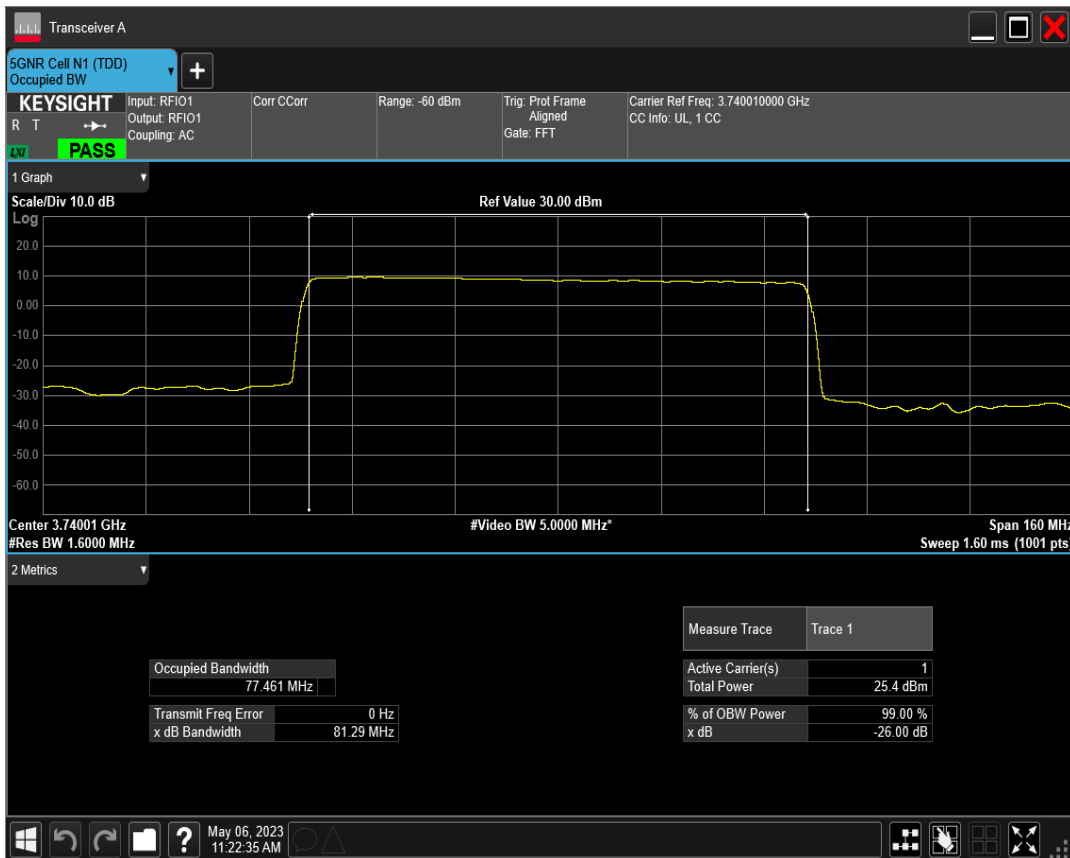 Transceiver A
5GNR Cell N1 (TDD)
Occupied BW
KEYSIGHT
R T
LXI
PASS
Input: RFIO1
Output: RFIO1
Coupling: AC
Corr CCorr
Range: -60 dBm
Trig: Prot Frame
Aligned
Gate: FFT
Carrier Ref Freq: 3.740010000 GHz
CC Info: UL, 1 CC
1 Graph
Scale/Div 10.0 dB
Ref Value 30.00 dBm
Log
20.0
10.0
0.00
-10.0
-20.0
-30.0
-40.0
-50.0
-60.0
Center 3.74001 GHz
#Video BW 5.0000 MHz*
Span 160 MHz
#Res BW 1.6000 MHz
Sweep 1.60 ms (1001 pts)
2 Metrics
Measure Trace Trace 1
Occupied Bandwidth
77.461 MHz
Transmit Freq Error 0 Hz
x dB Bandwidth 81.29 MHz
Active Carrier(s) 1
Total Power 25.4 dBm
% of OBW Power 99.00 %
x dB -26.00 dB
?
May 06, 2023
11:22:35 AM